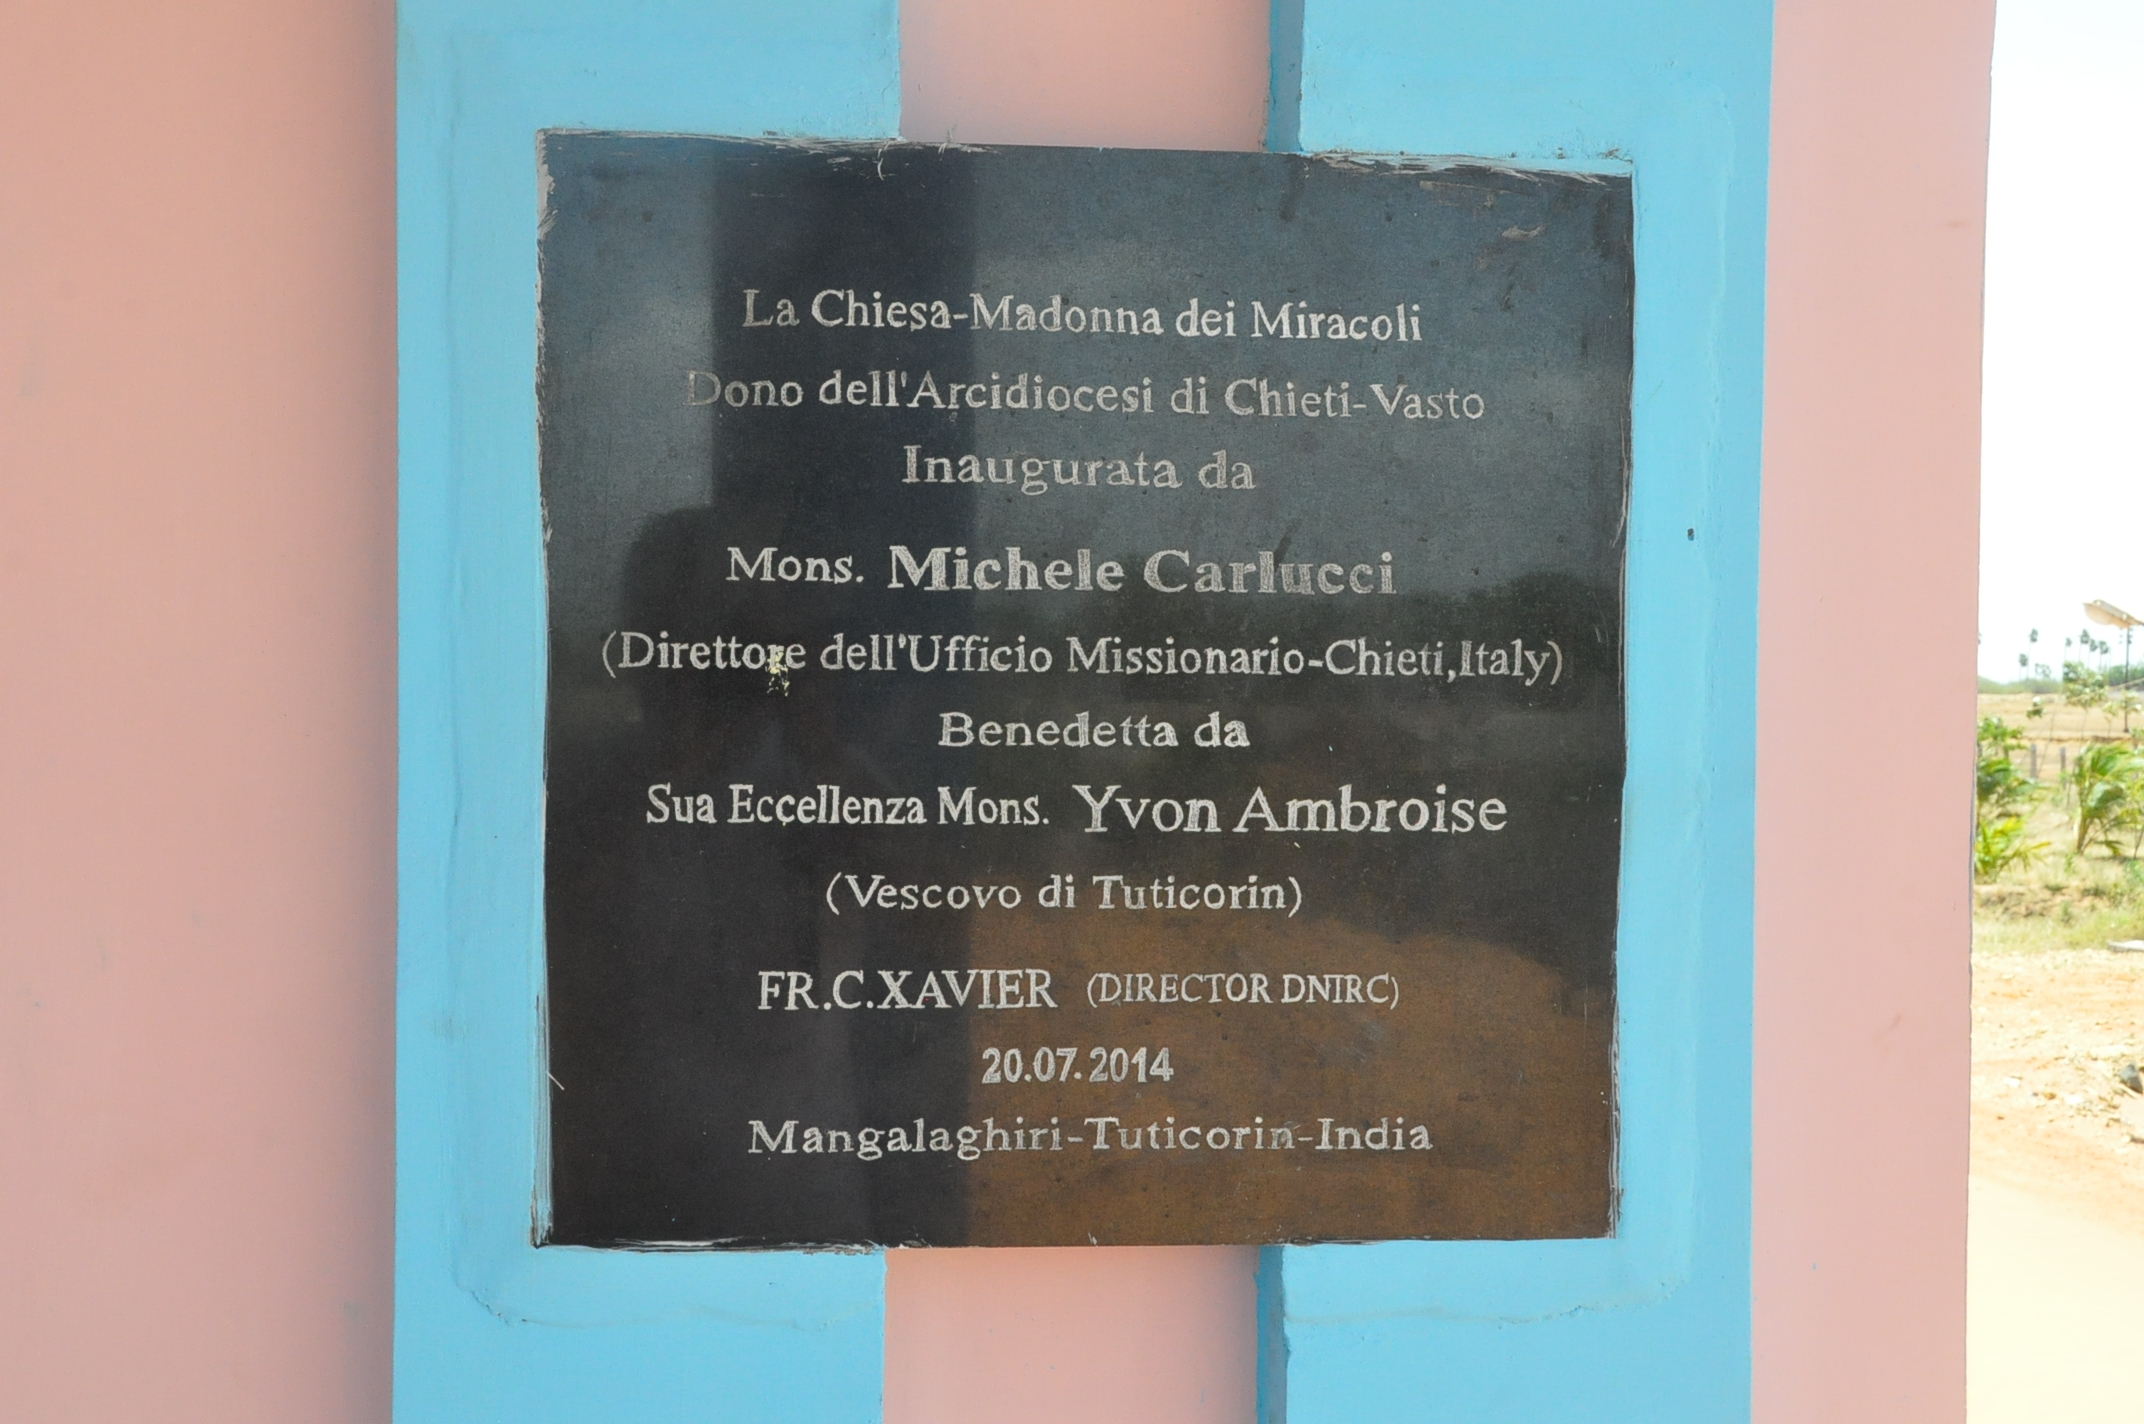 La Chiesa-Madonna dei Miracoli
Dono dell'Arcidiocesi di Chieti-Vasto
Inaugurata da
Mons. Michele Carlucci
(Direttore dell'Ufficio Missionario-Chieti,Italy)
Benedetta da
Sua Eccellenza Mons. Yvon Ambroise
(Vescovo di Tuticorin)
FR.C.XAVIER (DIRECTOR DNIRC)
20.07.2014
Mangalaghiri-Tuticorin-India